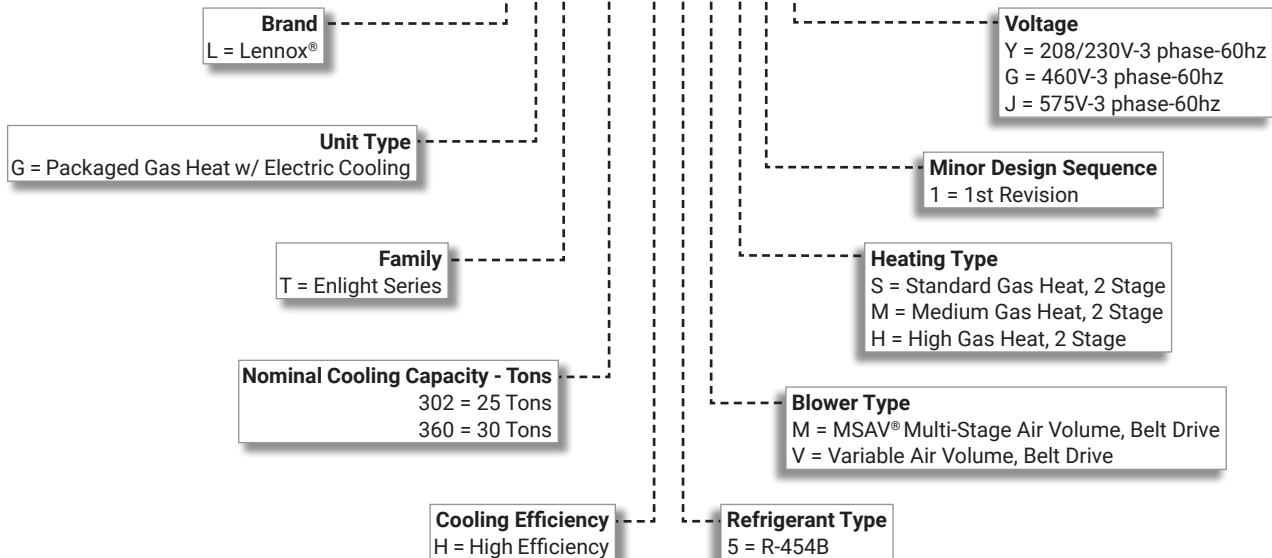 Brand
L = Lennox®
Unit Type
G = Packaged Gas Heat w/ Electric Cooling
Family
T = Enlight Series
Nominal Cooling Capacity - Tons
302 = 25 Tons
360 = 30 Tons
Cooling Efficiency
H = High Efficiency
Refrigerant Type
5 = R-454B
Blower Type
M = MSAV® Multi-Stage Air Volume, Belt Drive
V = Variable Air Volume, Belt Drive
Heating Type
S = Standard Gas Heat, 2 Stage
M = Medium Gas Heat, 2 Stage
H = High Gas Heat, 2 Stage
Minor Design Sequence
1 = 1st Revision
Voltage
Y = 208/230V-3 phase-60hz
G = 460V-3 phase-60hz
J = 575V-3 phase-60hz